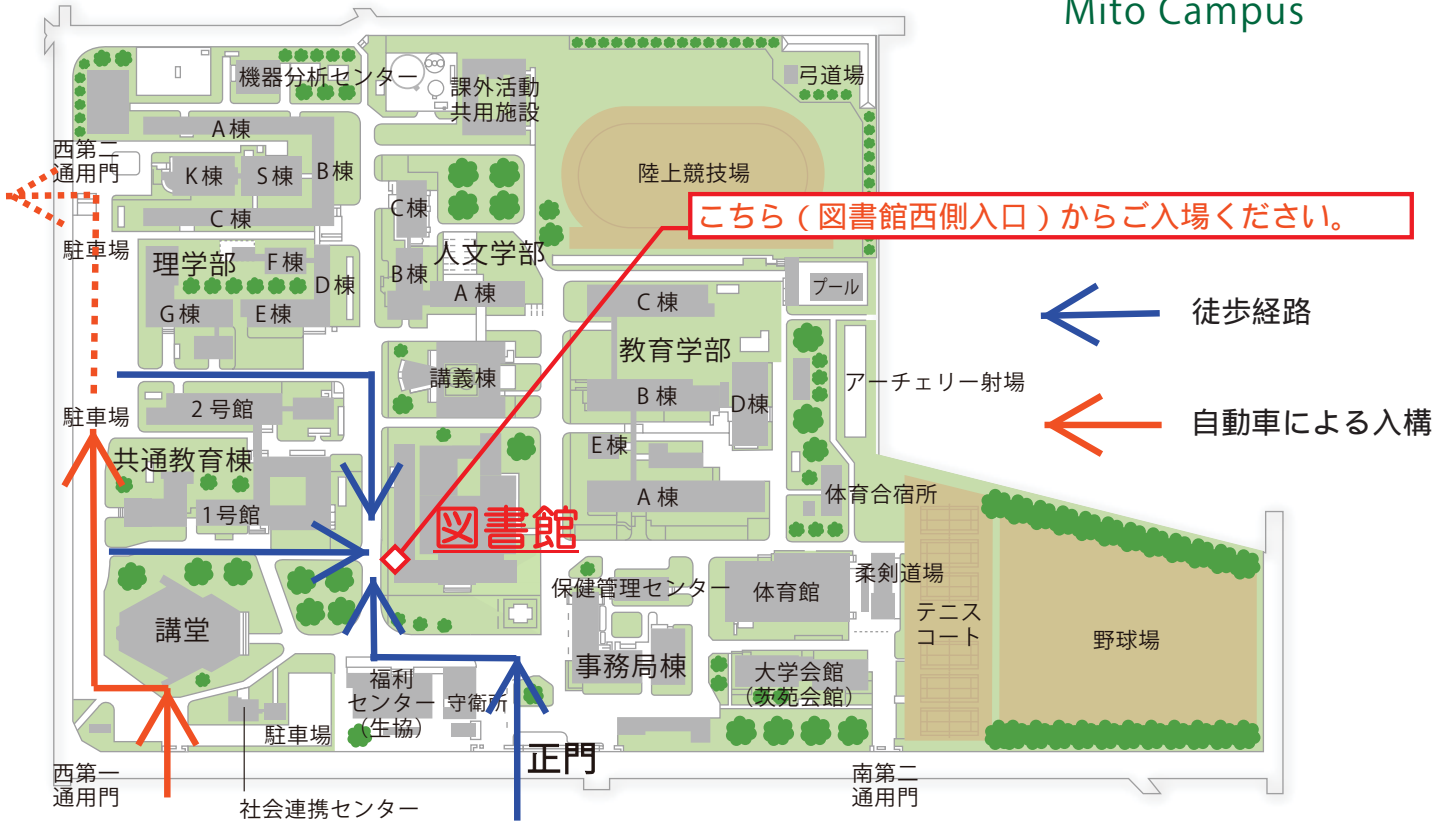 Mito Campus
機器分析センター
課外活動
共用施設
弓道場
A棟
西第二
通用門
K棟
S棟
B棟
陸上競技場
C棟
C棟
こちら(図書館西側入口)からご入場ください。
駐車場
理学部
F棟
D棟
B棟
人文学部
A棟
G棟
E棟
C棟
プール
徒歩経路
教育学部
講義棟
アーチェリー射場
2号館
B棟
D棟
駐車場
自動車による入構
共通教育棟
E棟
1号館
A棟
体育合宿所
図書館
保健管理センター
体育館
柔剣道場
講堂
テニス
コート
野球場
事務局棟
大学会館
(茨苑会館)
福利
センター
(生協)
守衛所
駐車場
正門
西第一
通用門
南第二
通用門
社会連携センター